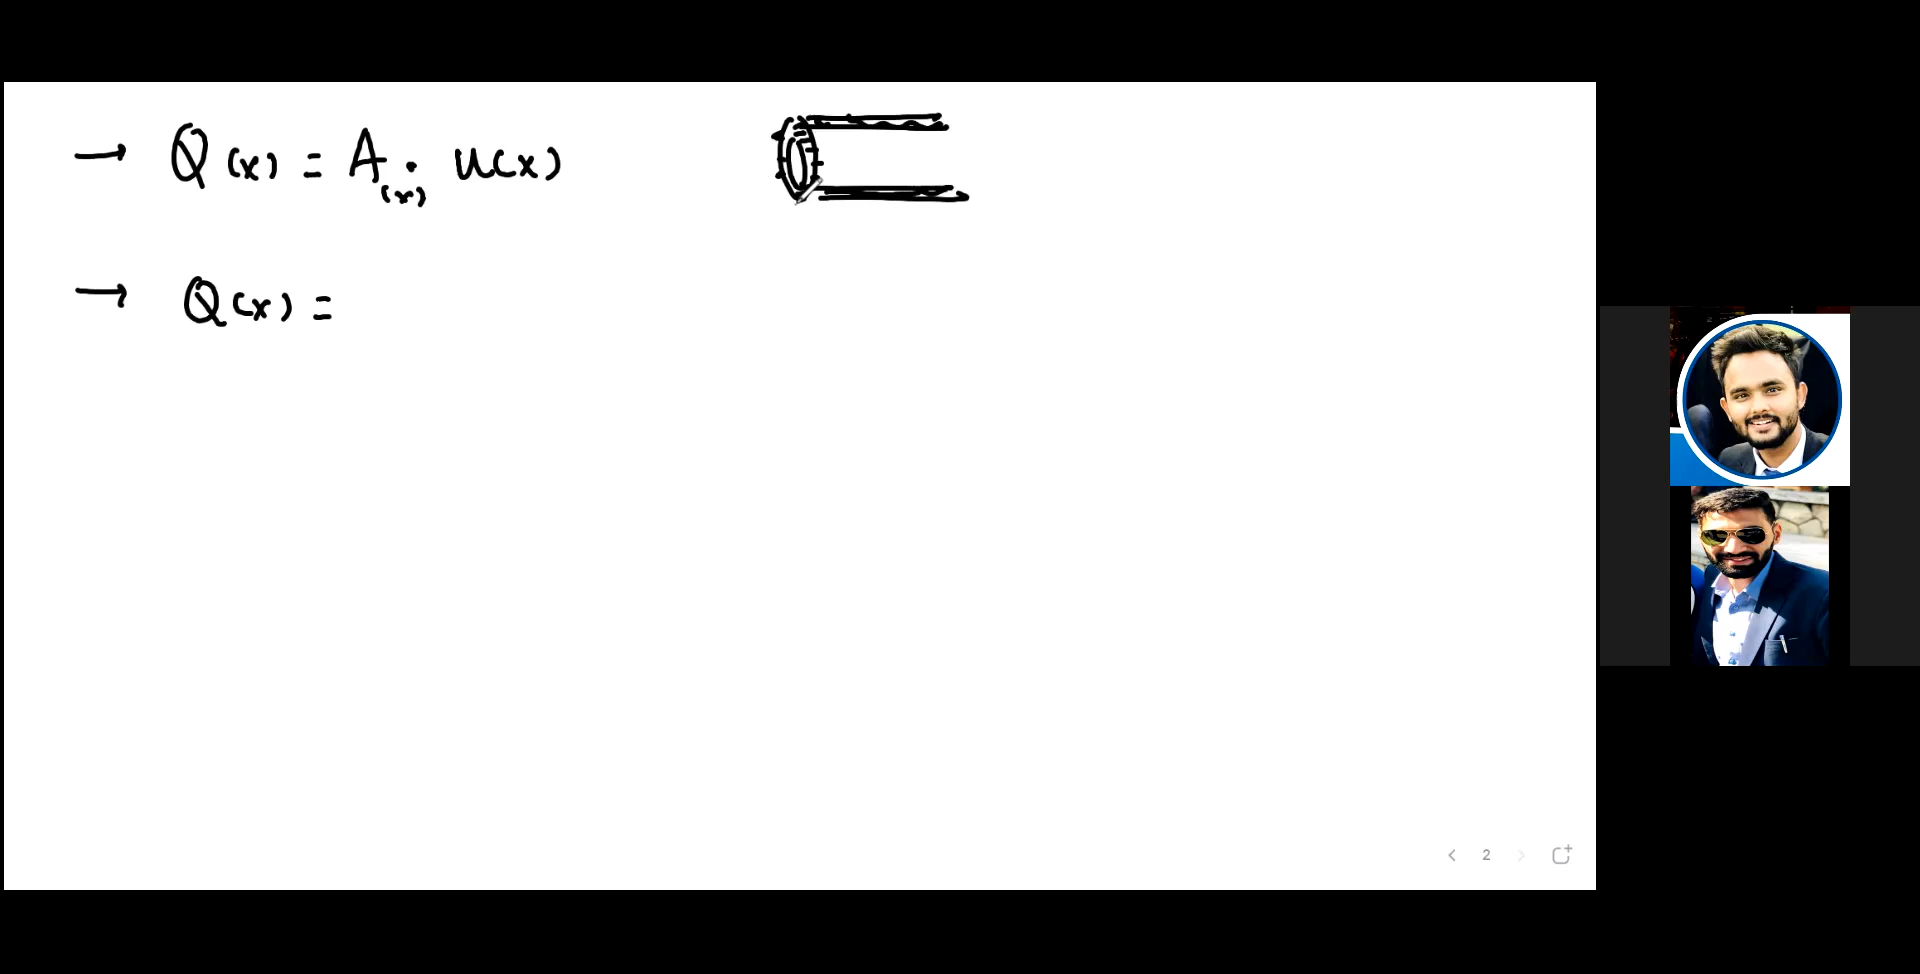 → Q(x) = A(x) · u(x)
→ Q(x) =
2